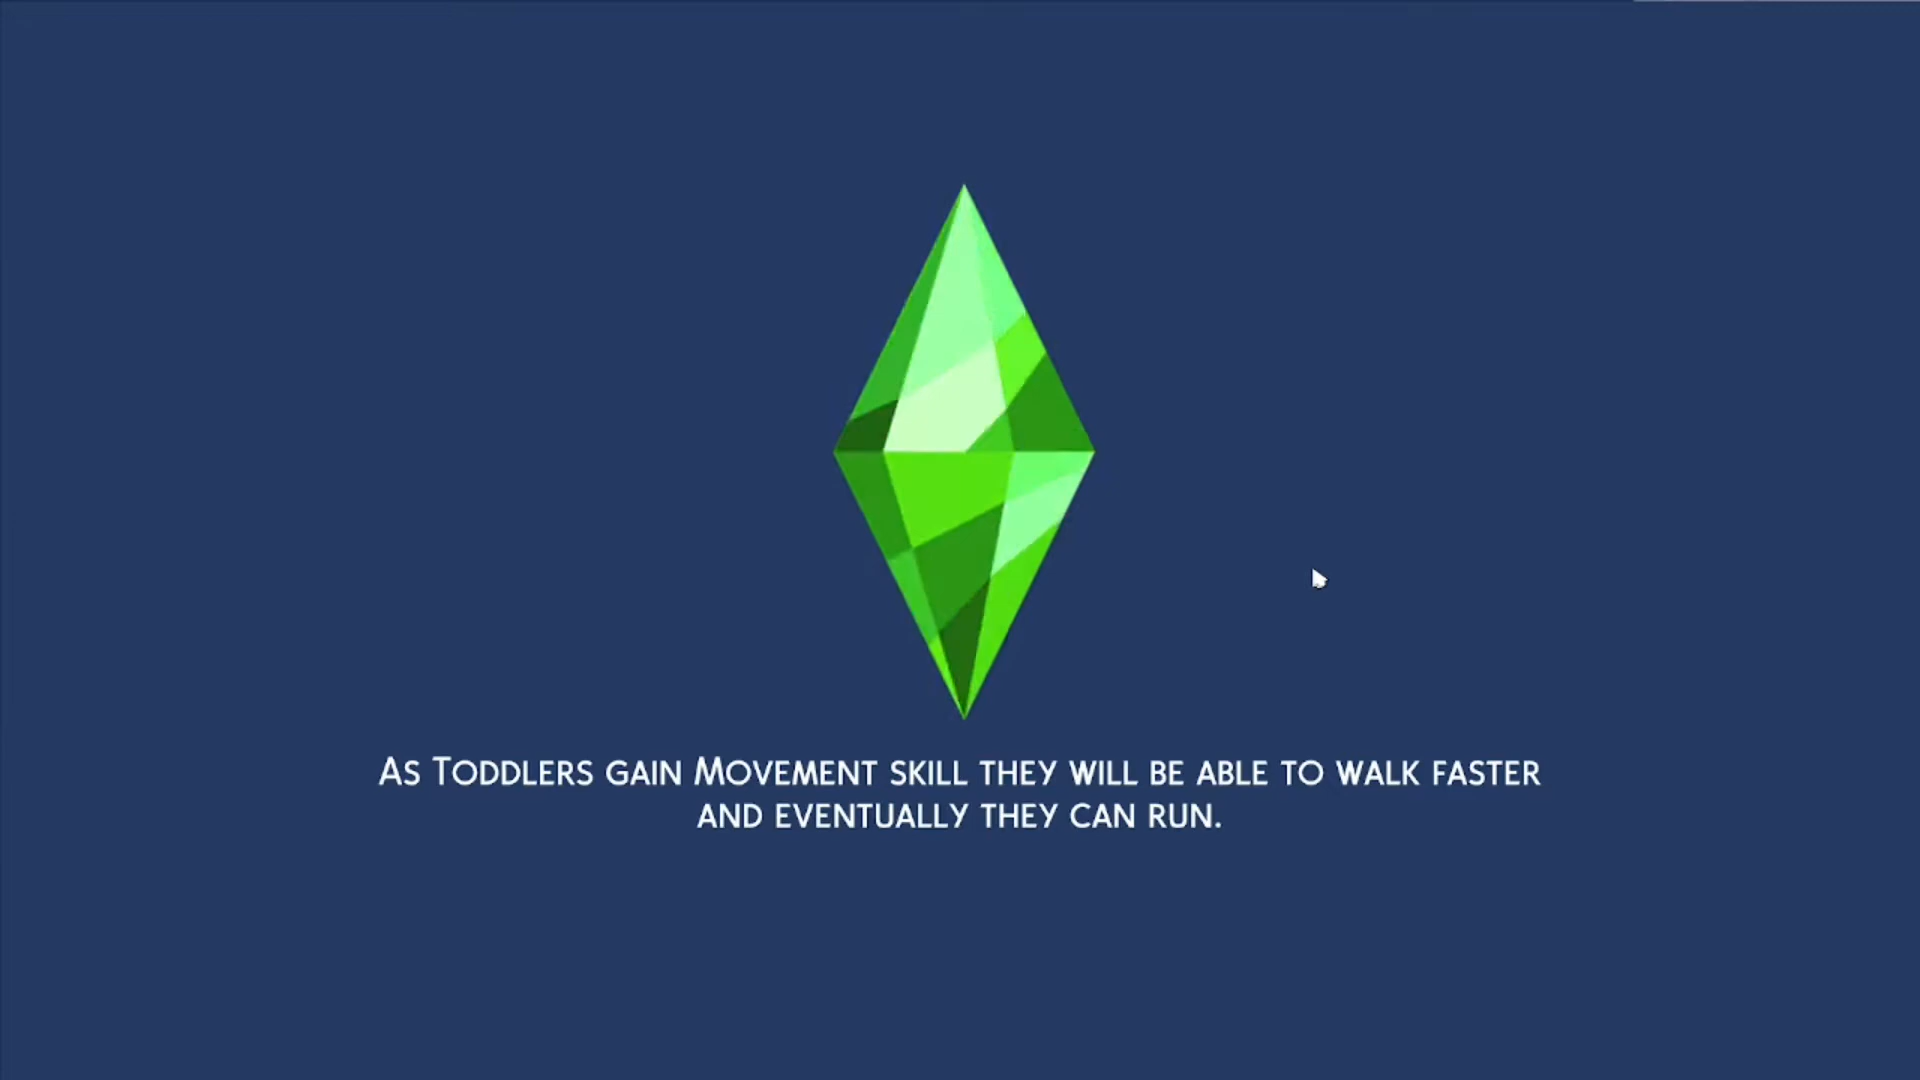 As Toddlers gain Movement skill they will be able to walk faster
and eventually they can run.